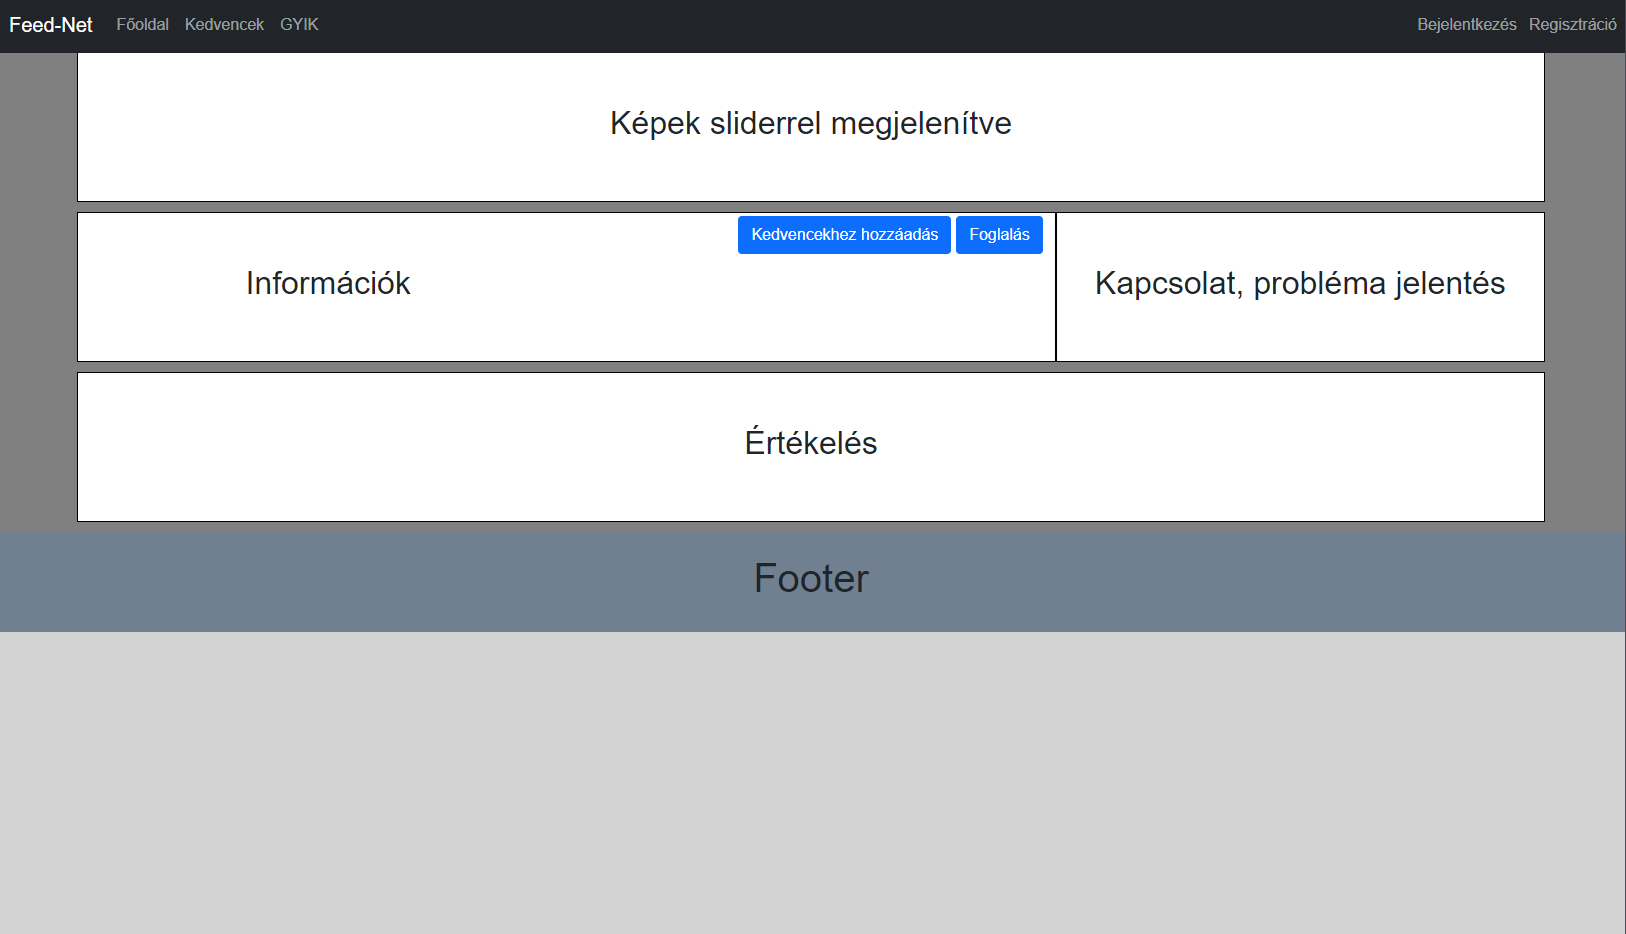 Feed-Net Főoldal Kedvencek GYIK Bejelentkezés Regisztráció
Képek sliderrel megjelenítve
Kedvencekhez hozzáadás Foglalás
Információk
Kapcsolat, probléma jelentés
Értékelés
Footer